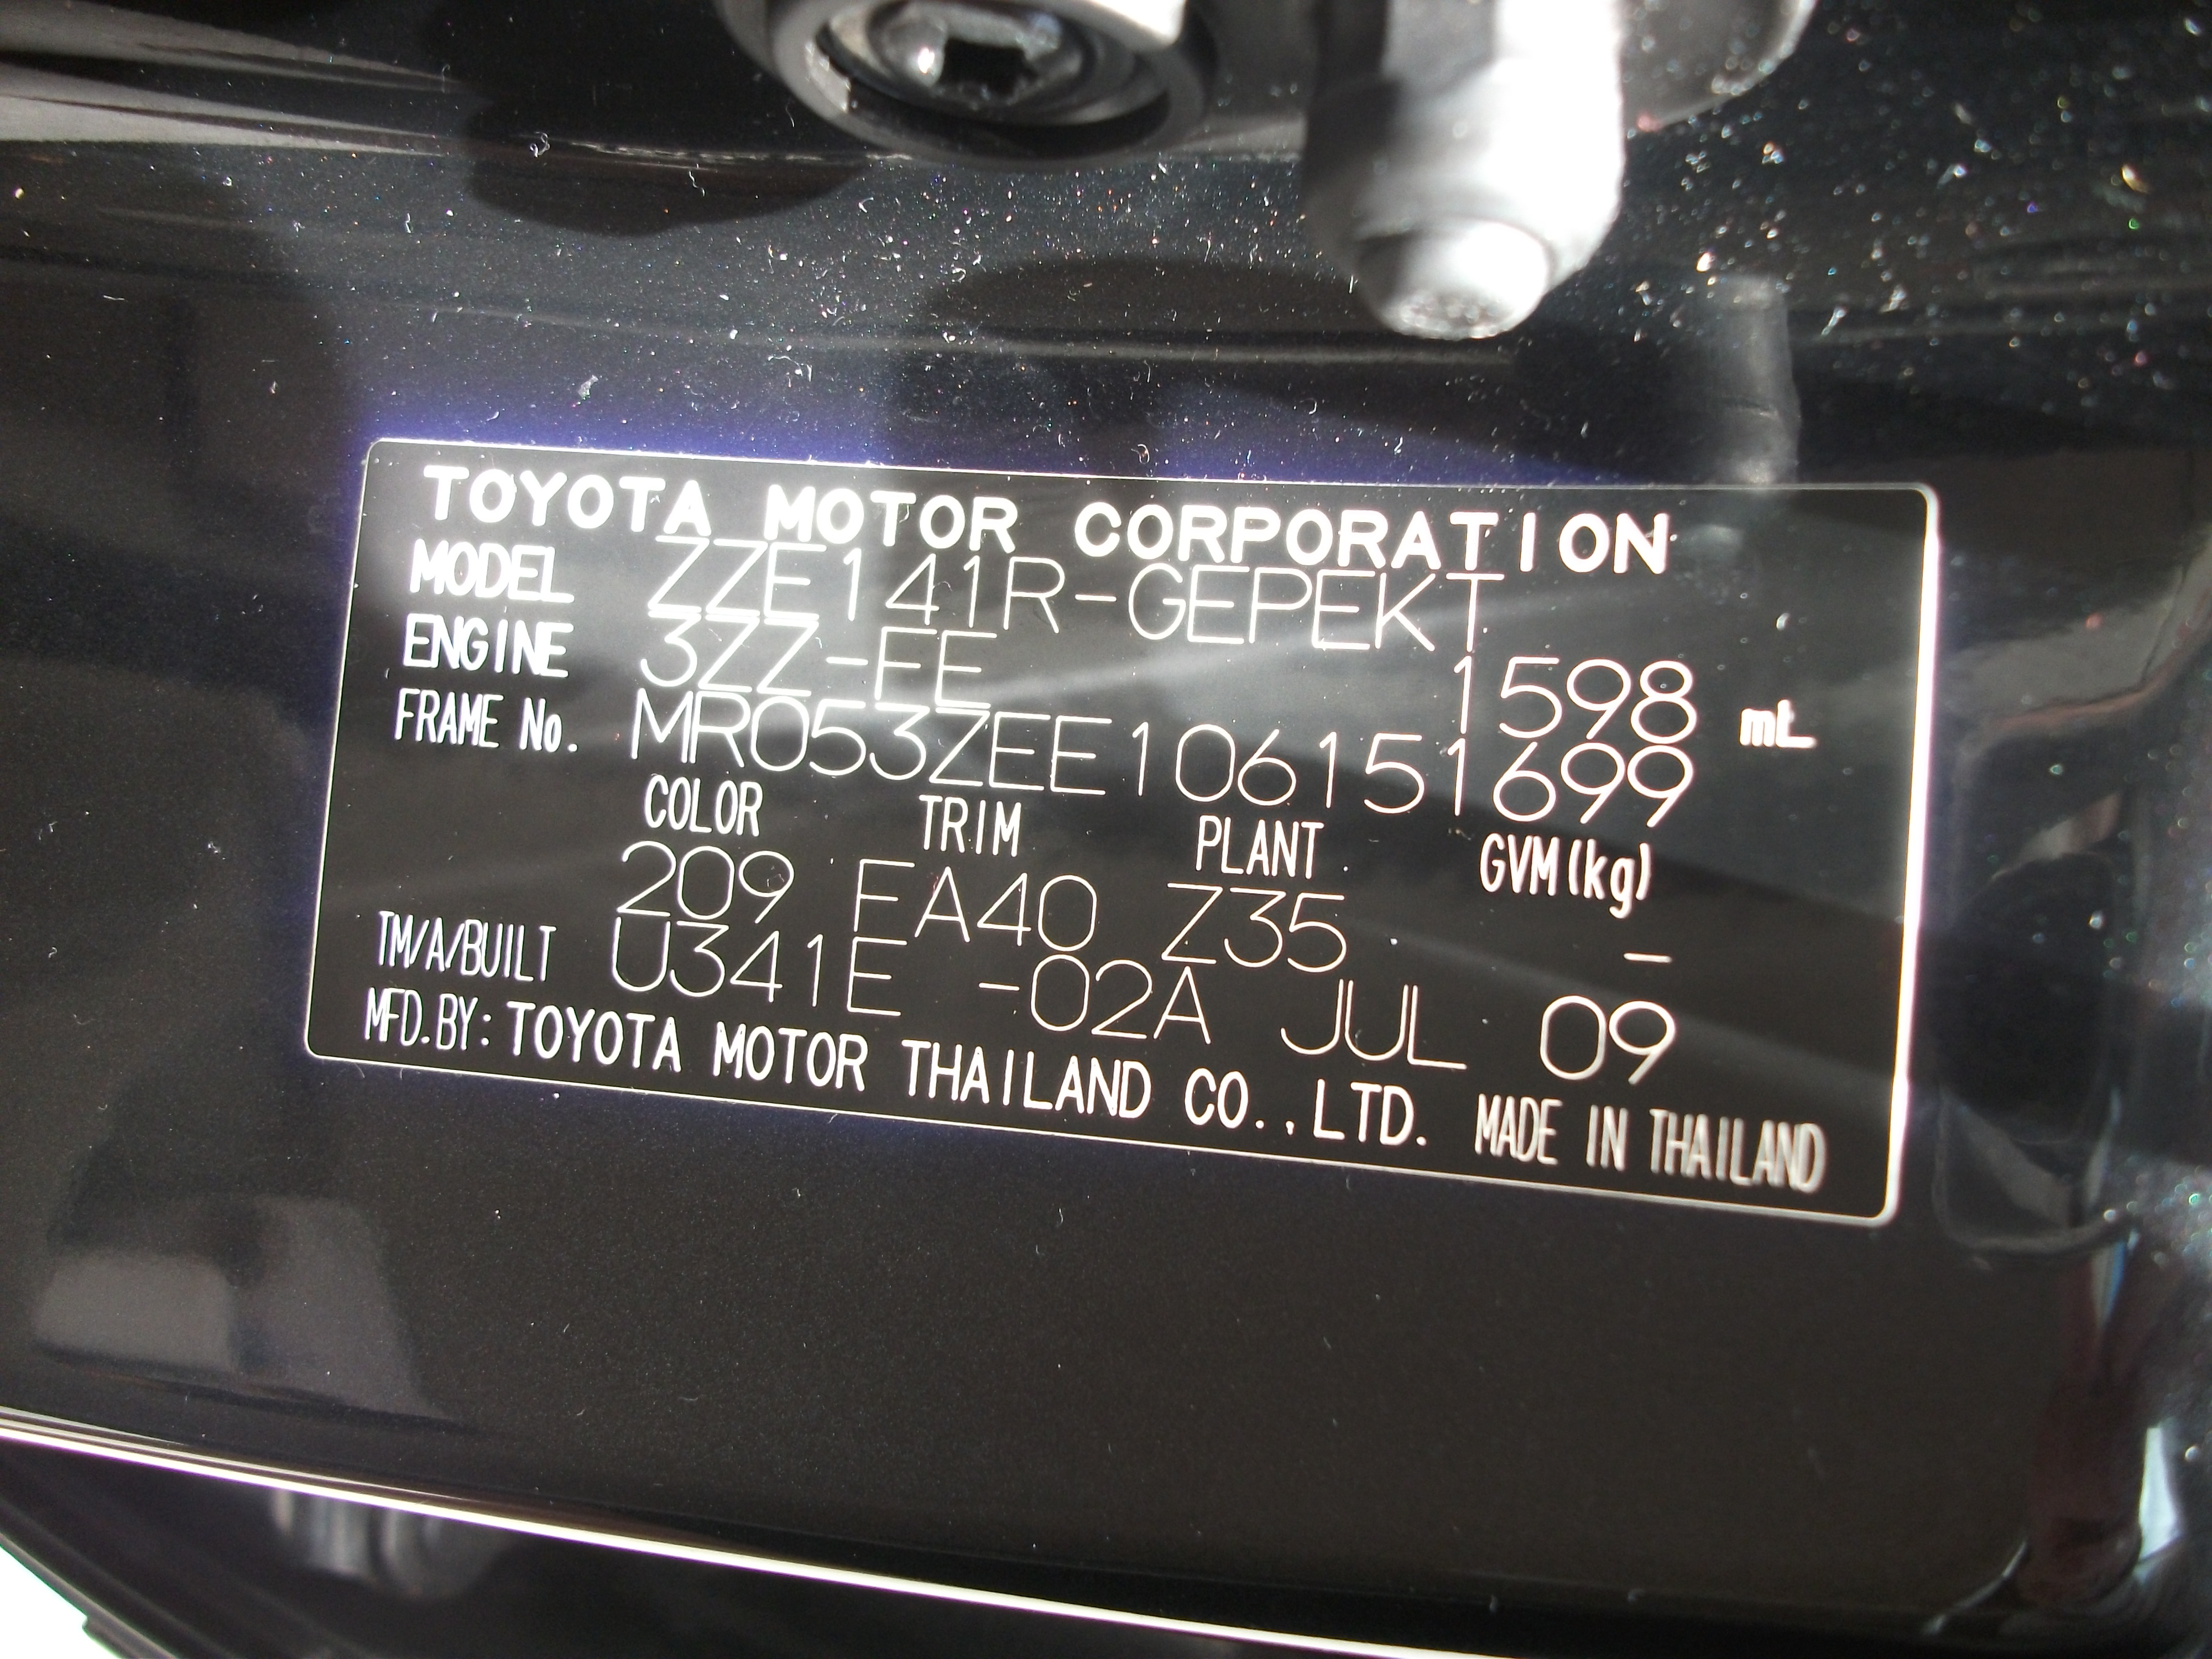 TOYOTA MOTOR CORPORATION
MODEL ZZE141R-GEPEKT
ENGINE 3ZZ-FE 1598 mL
FRAME No. MR053ZEE106151699
COLOR TRIM PLANT GVM(kg)
209 FA40 Z35 –
TM/A/BUILT U341E -02A JUL 09
MFD.BY: TOYOTA MOTOR THAILAND CO.,LTD. MADE IN THAILAND